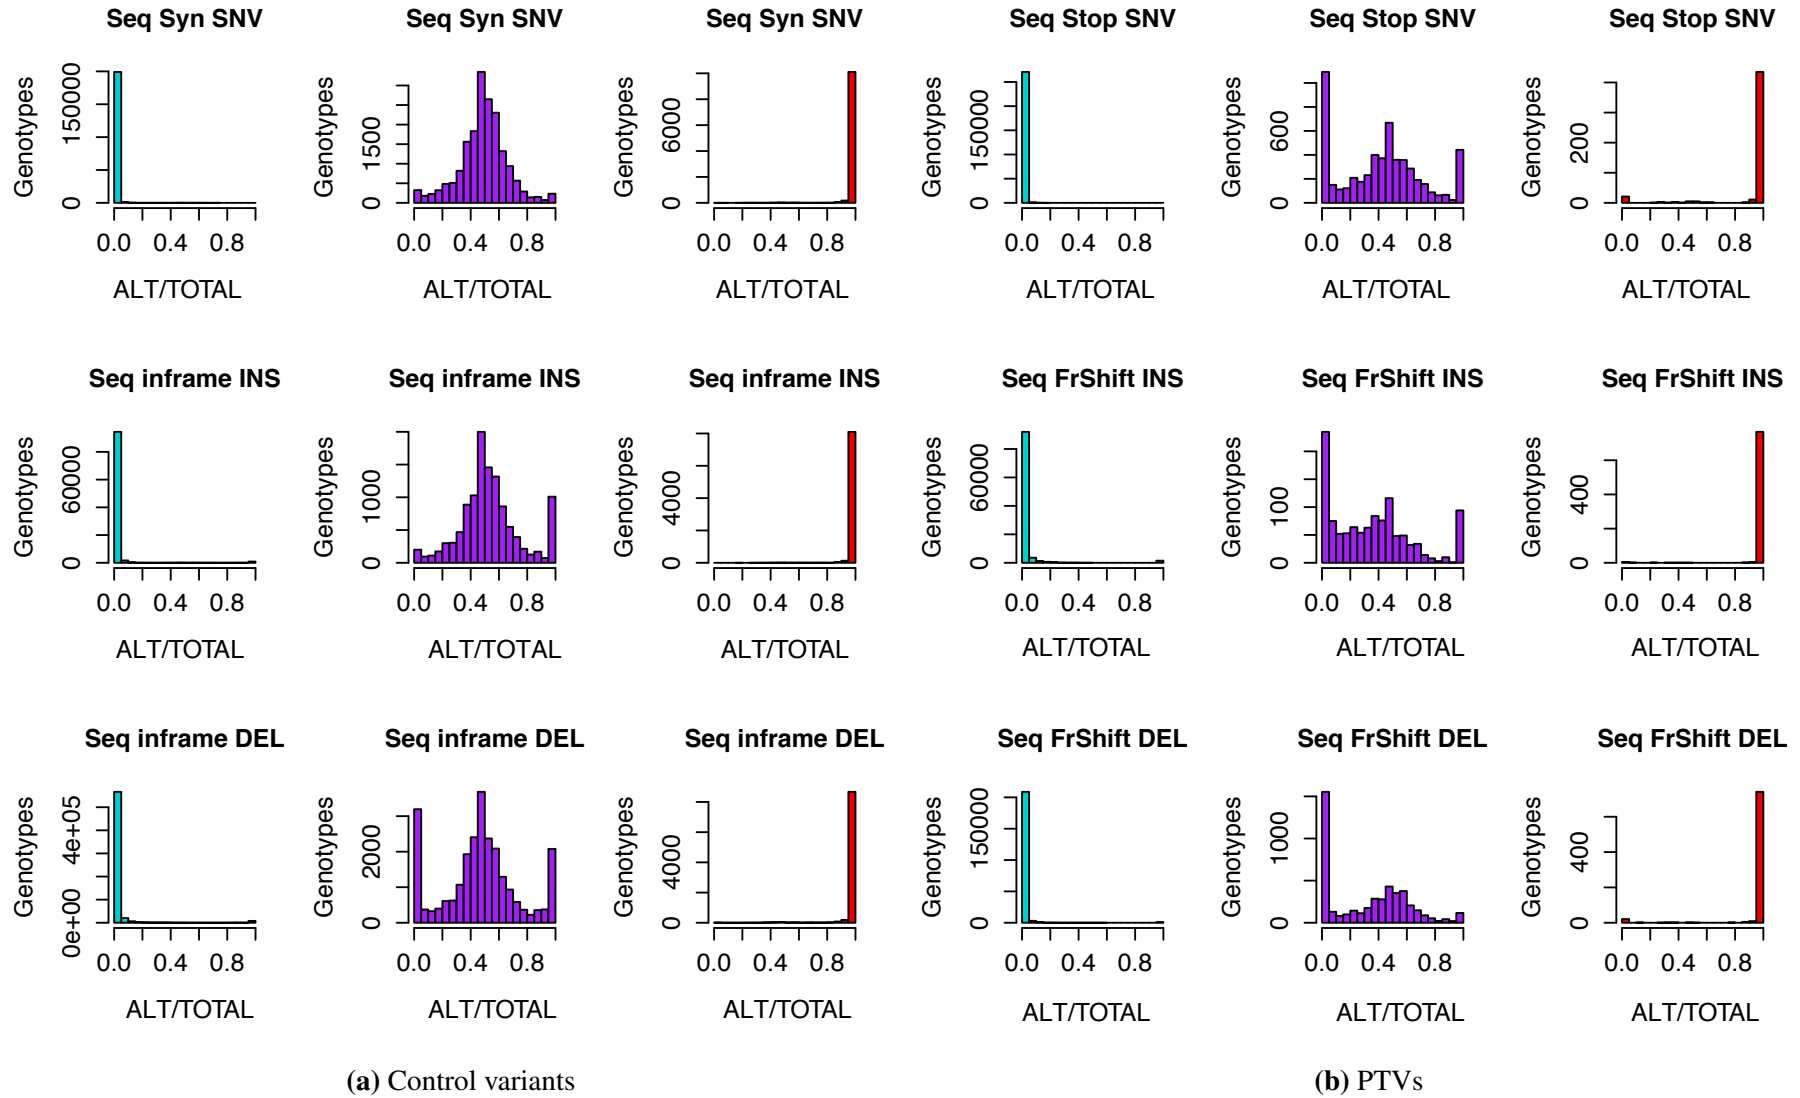 Seq Syn SNV Seq Syn SNV Seq Syn SNV Seq Stop SNV Seq Stop SNV Seq Stop SNV
Genotypes Genotypes Genotypes Genotypes Genotypes Genotypes
0 150000 0 1500 0 6000 0 150000 0 600 0 200
0.0 0.4 0.8 0.0 0.4 0.8 0.0 0.4 0.8 0.0 0.4 0.8 0.0 0.4 0.8 0.0 0.4 0.8
ALT/TOTAL ALT/TOTAL ALT/TOTAL ALT/TOTAL ALT/TOTAL ALT/TOTAL
Seq inframe INS Seq inframe INS Seq inframe INS Seq FrShift INS Seq FrShift INS Seq FrShift INS
Genotypes Genotypes Genotypes Genotypes Genotypes Genotypes
0 60000 0 1000 0 4000 0 60000 0 100 0 400
0.0 0.4 0.8 0.0 0.4 0.8 0.0 0.4 0.8 0.0 0.4 0.8 0.0 0.4 0.8 0.0 0.4 0.8
ALT/TOTAL ALT/TOTAL ALT/TOTAL ALT/TOTAL ALT/TOTAL ALT/TOTAL
Seq inframe DEL Seq inframe DEL Seq inframe DEL Seq FrShift DEL Seq FrShift DEL Seq FrShift DEL
Genotypes Genotypes Genotypes Genotypes Genotypes Genotypes
0e+00 4e+05 0 2000 0 4000 0 150000 0 1000 0 400
0.0 0.4 0.8 0.0 0.4 0.8 0.0 0.4 0.8 0.0 0.4 0.8 0.0 0.4 0.8 0.0 0.4 0.8
ALT/TOTAL ALT/TOTAL ALT/TOTAL ALT/TOTAL ALT/TOTAL ALT/TOTAL
(a) Control variants (b) PTVs